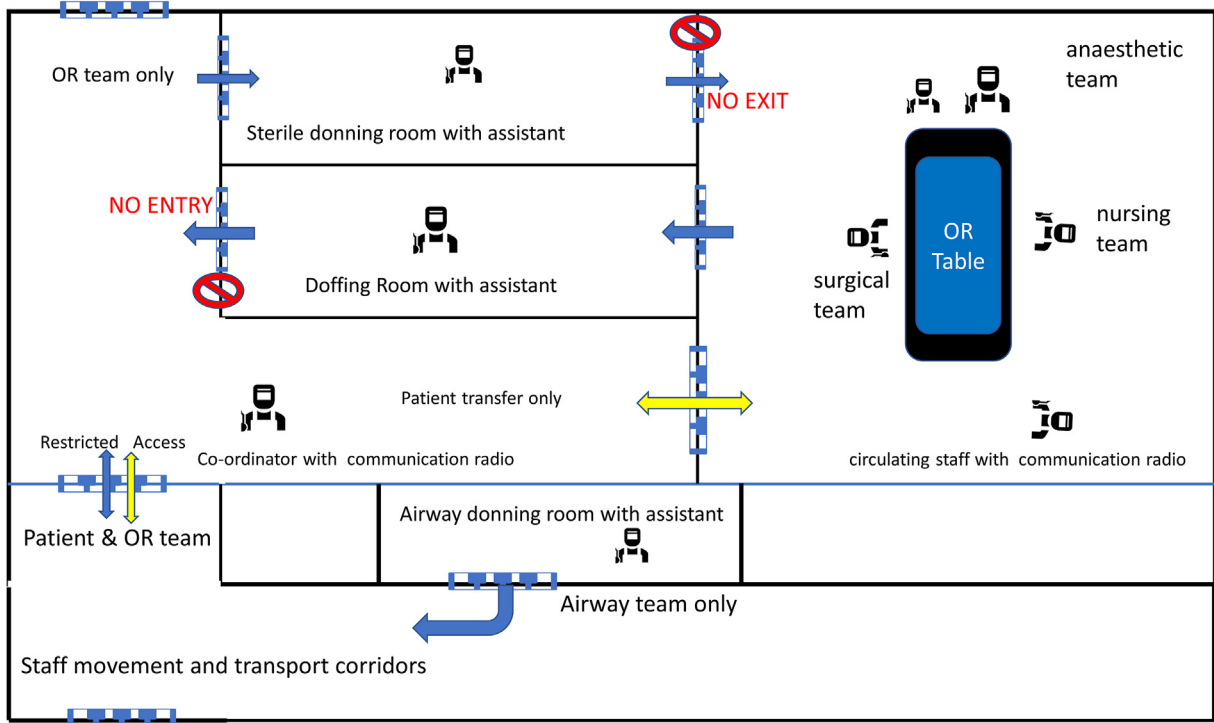 OR team only
Sterile donning room with assistant
NO EXIT
anaesthetic
team
NO ENTRY
Doffing Room with assistant
surgical
team
OR
Table
nursing
team
Patient transfer only
Restricted Access
Co-ordinator with communication radio
circulating staff with communication radio
Patient & OR team
Airway donning room with assistant
Airway team only
Staff movement and transport corridors